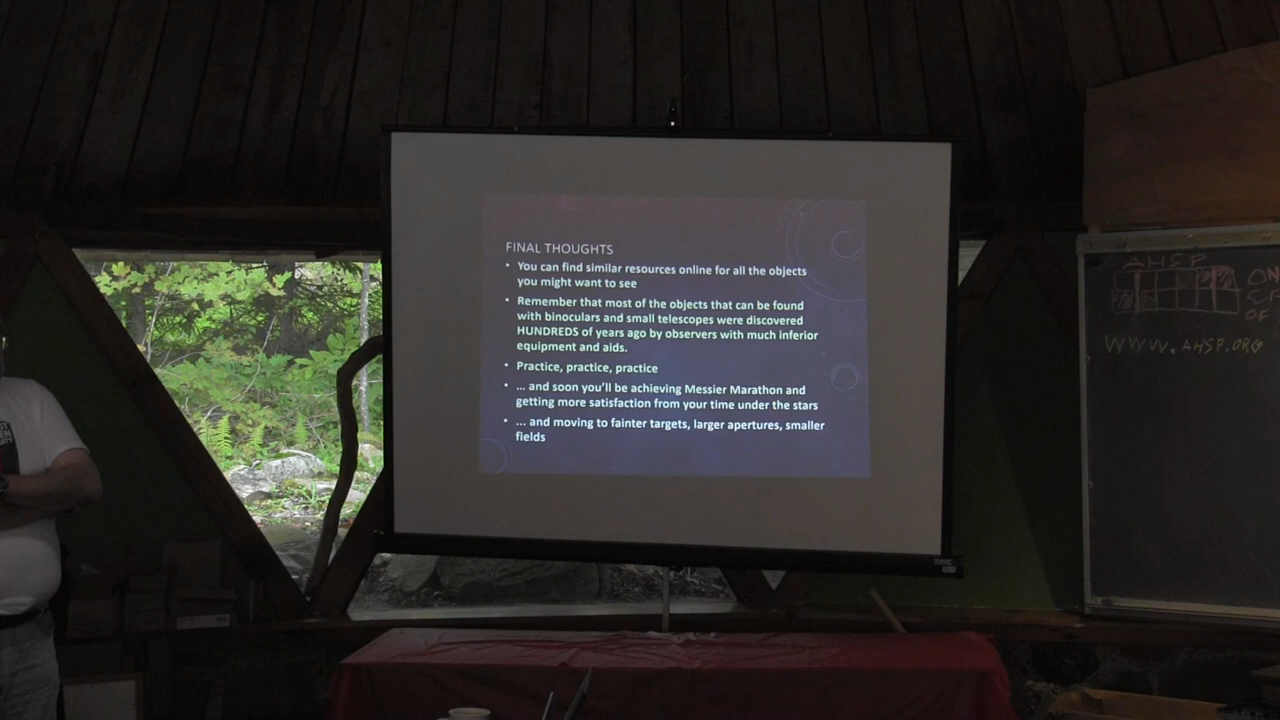 FINAL THOUGHTS
• You can find similar resources online for all the objects
you might want to see
• Remember that most of the objects that can be found
with binoculars and small telescopes were discovered
HUNDREDS of years ago by observers with much inferior
equipment and aids.
• Practice, practice, practice
• ... and soon you'll be achieving Messier Marathon and
getting more satisfaction from your time under the stars
• ... and moving to fainter targets, larger apertures, smaller
fields
AHSP
ON
OF
WWW.AHSP.ORG